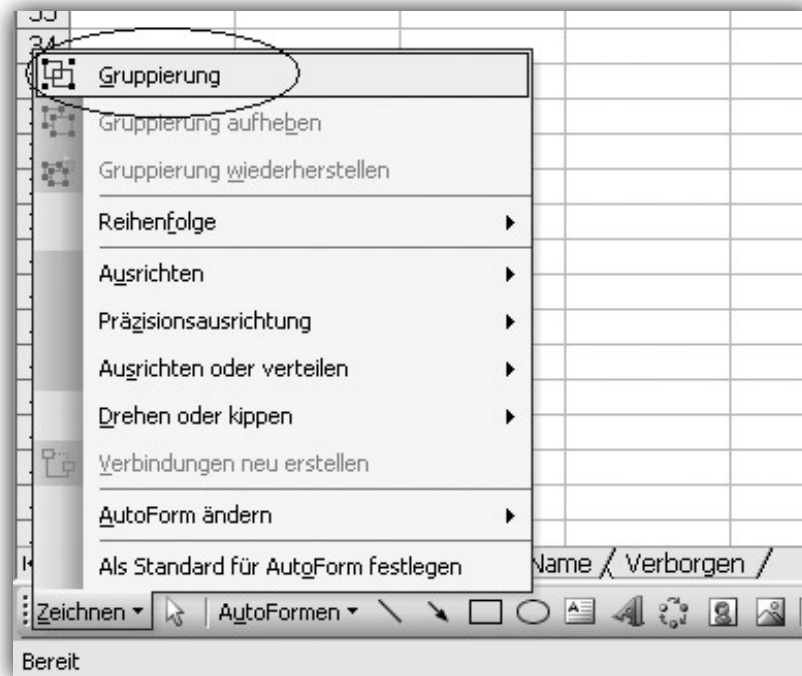 34
Gruppierung
Gruppierung aufheben
Gruppierung wiederherstellen
Reihenfolge
Ausrichten
Präzisionsausrichtung
Ausrichten oder verteilen
Drehen oder kippen
Verbindungen neu erstellen
AutoForm ändern
Als Standard für AutoForm festlegen
Name / Verborgen /
Zeichnen AutoFormen
Bereit